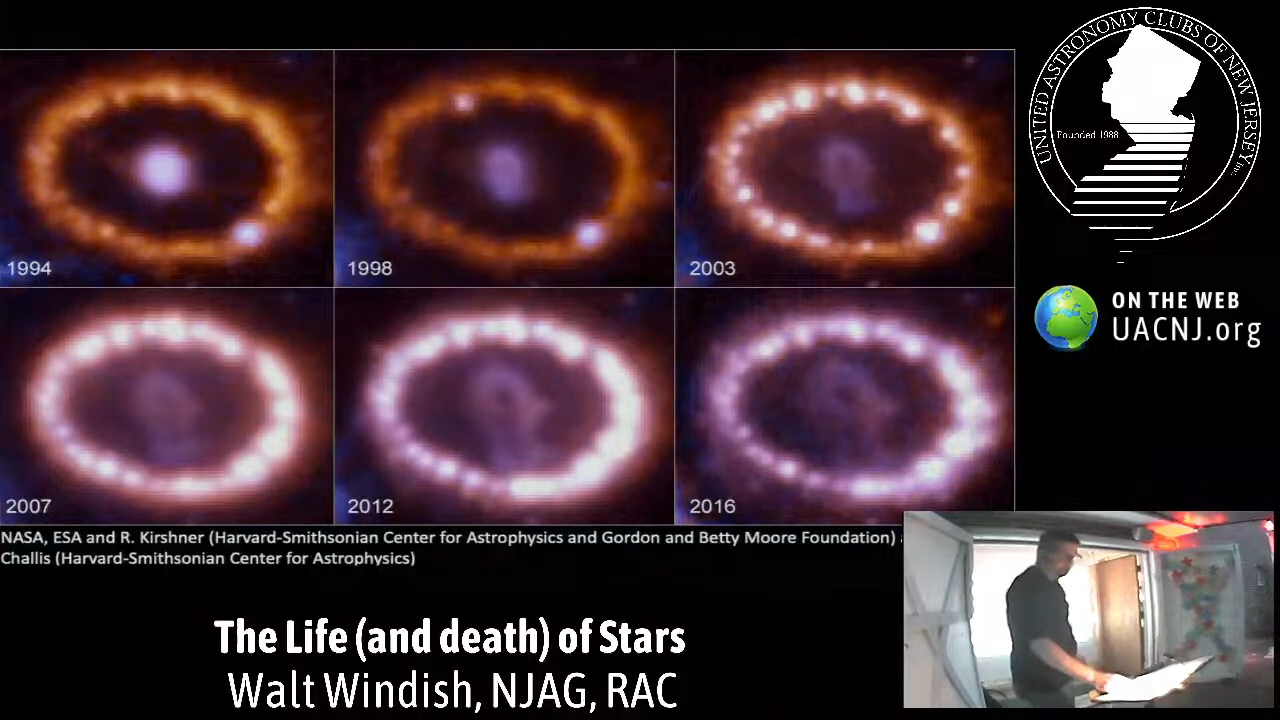 1994
1998
2003
2007
2012
2016
NASA, ESA and R. Kirshner (Harvard-Smithsonian Center for Astrophysics and Gordon and Betty Moore Foundation)
Challis (Harvard-Smithsonian Center for Astrophysics)
The Life (and death) of Stars
Walt Windish, NJAG, RAC
UNITED ASTRONOMY CLUBS OF NEW JERSEY, Inc.
Founded 1988
ON THE WEB
UACNJ.org